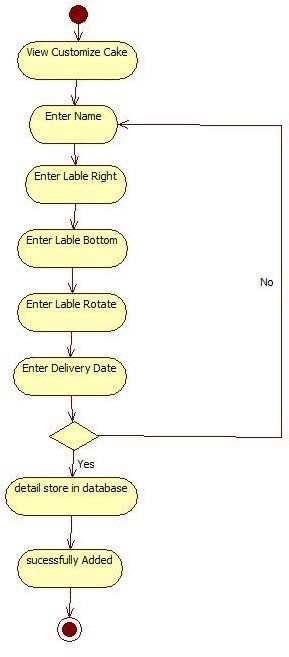 View Customize Cake
Enter Name
Enter Lable Right
Enter Lable Bottom
No
Enter Lable Rotate
Enter Delivery Date
Yes
detail store in database
sucessfully Added